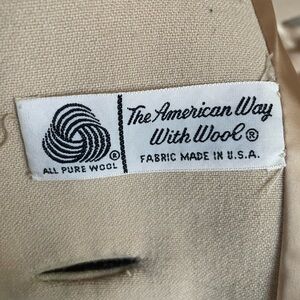 The American Way
With Wool®
®
ALL PURE WOOL
FABRIC MADE IN U.S.A.